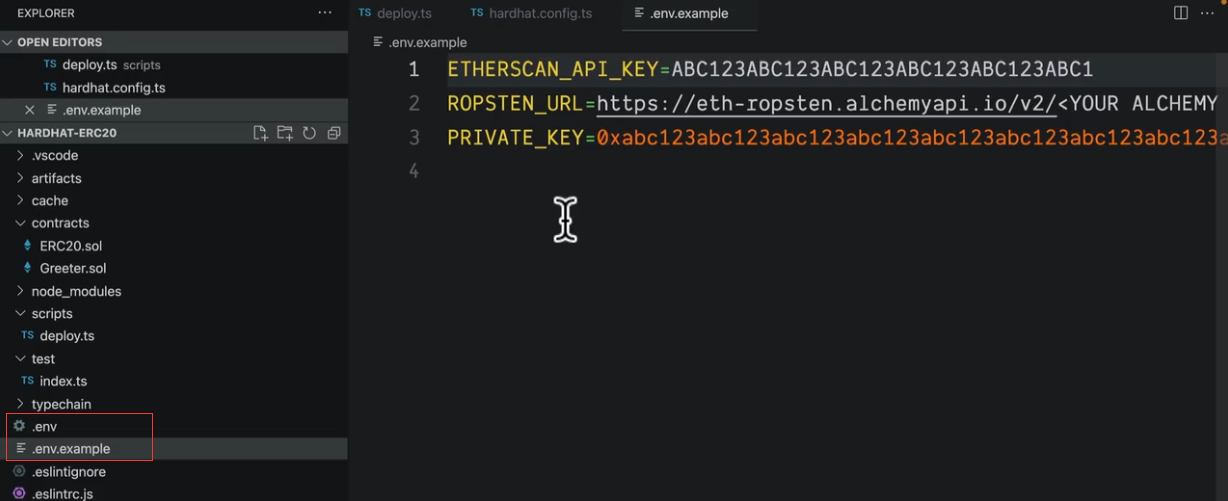 EXPLORER
OPEN EDITORS
TS deploy.ts scripts
TS hardhat.config.ts
.env.example
HARDHAT-ERC20
.vscode
artifacts
cache
contracts
ERC20.sol
Greeter.sol
node_modules
scripts
TS deploy.ts
test
TS index.ts
typechain
.env
.env.example
.eslintignore
.eslintrc.js
TS deploy.ts TS hardhat.config.ts .env.example
.env.example
1 ETHERSCAN_API_KEY=ABC123ABC123ABC123ABC123ABC123ABC1
2 ROPSTEN_URL=https://eth-ropsten.alchemyapi.io/v2/<YOUR ALCHEMY
3 PRIVATE_KEY=0xabc123abc123abc123abc123abc123abc123abc123abc123a
4